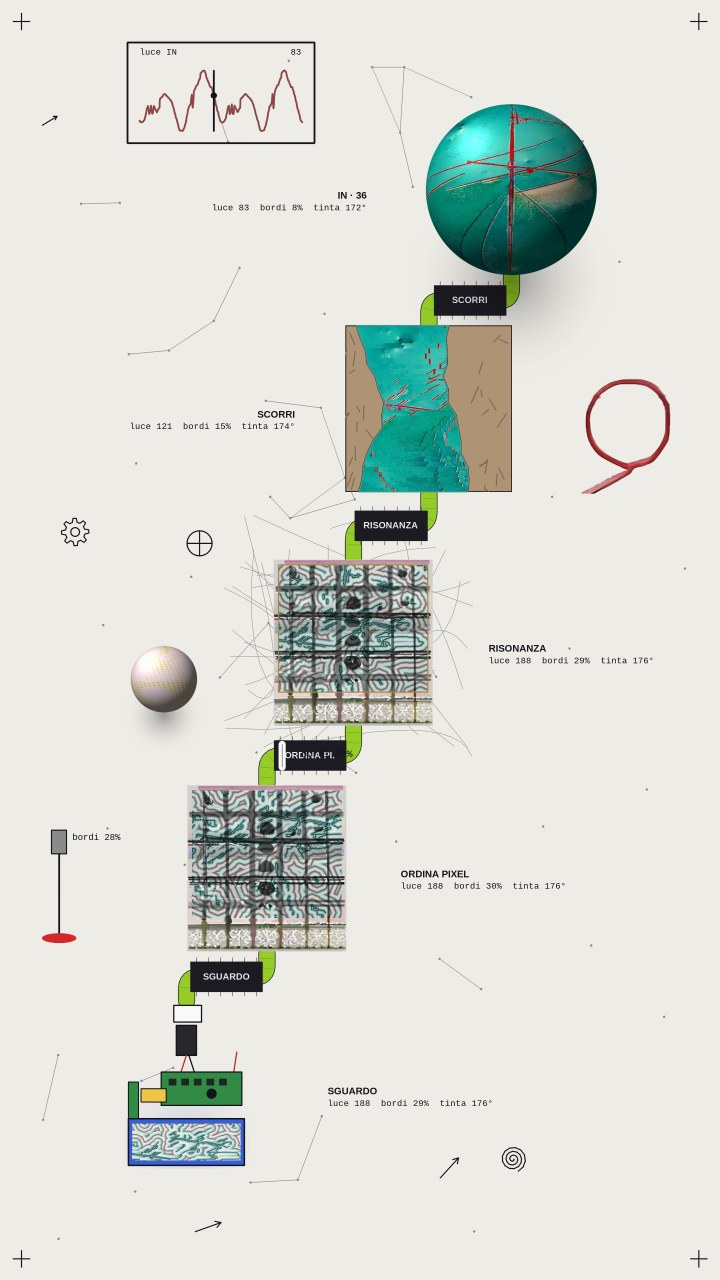 luce IN 83
IN · 36
luce 83 bordi 8% tinta 172°
SCORRI
SCORRI
luce 121 bordi 15% tinta 174°
RISONANZA
RISONANZA
luce 188 bordi 29% tinta 176°
ORDINA PI. %
bordi 28%
ORDINA PIXEL
luce 188 bordi 30% tinta 176°
SGUARDO
SGUARDO
luce 188 bordi 29% tinta 176°